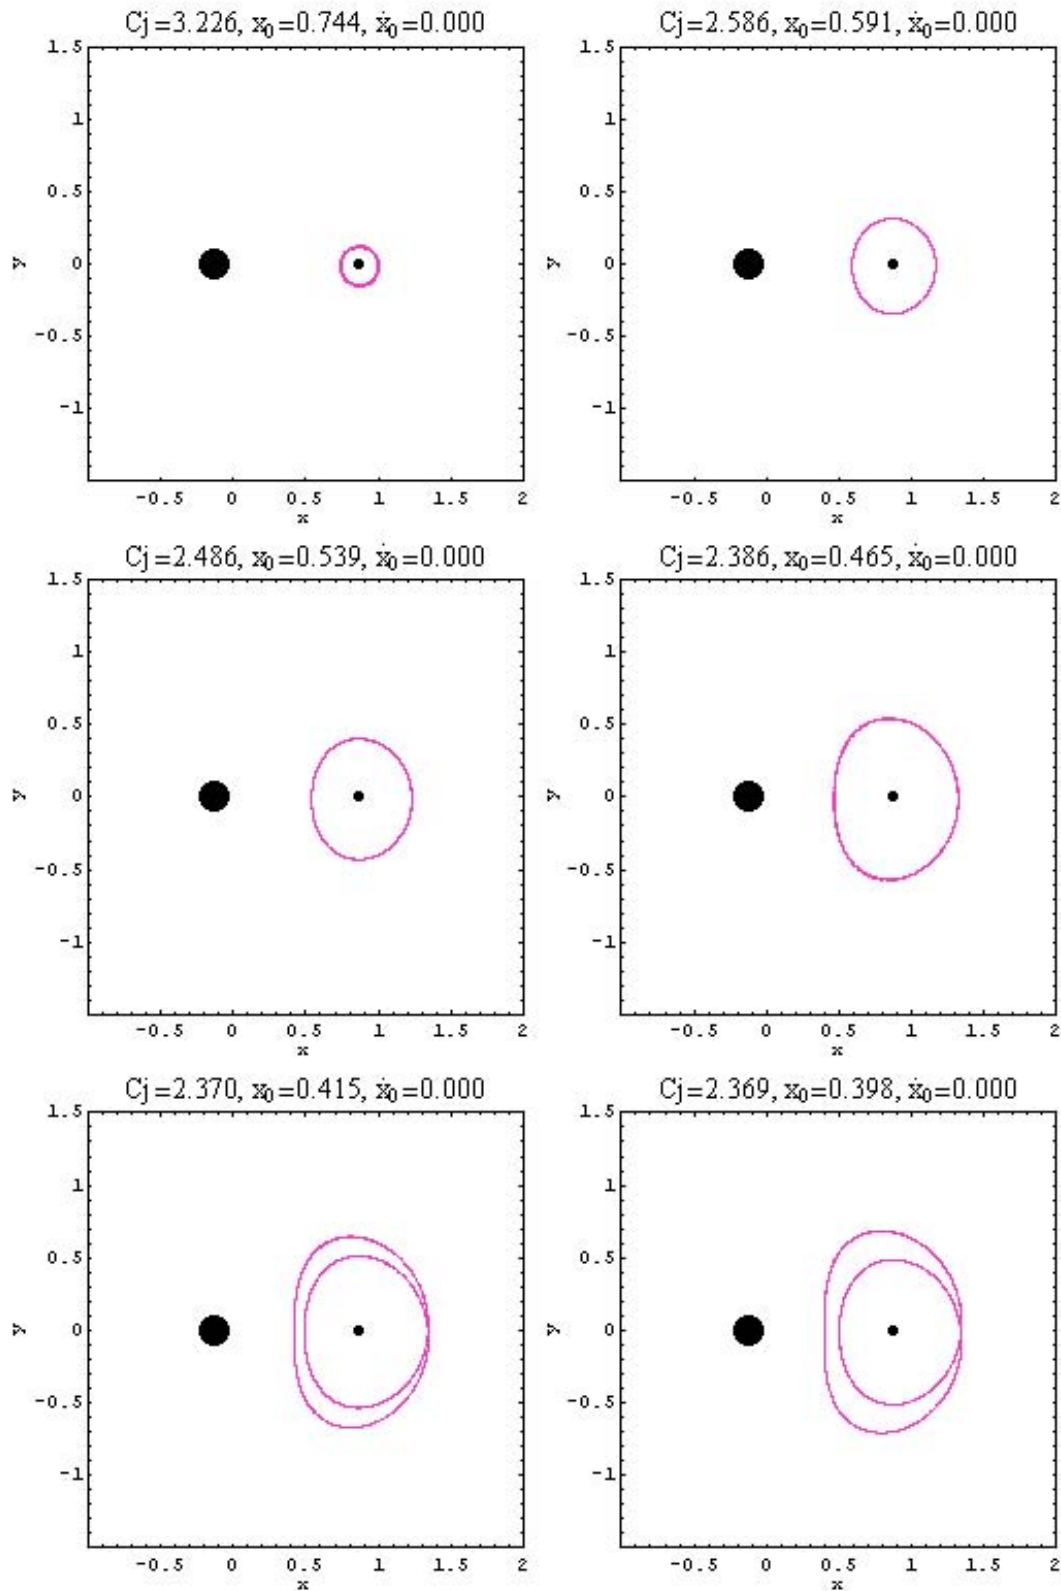 Cj=3.226, x₀=0.744, ẋ₀=0.000
Cj=2.586, x₀=0.591, ẋ₀=0.000
1.5
1
0.5
0
-0.5
-1
y
-0.5 0 0.5 1 1.5 2
x
1.5
1
0.5
0
-0.5
-1
y
-0.5 0 0.5 1 1.5 2
x
Cj=2.486, x₀=0.539, ẋ₀=0.000
Cj=2.386, x₀=0.465, ẋ₀=0.000
1.5
1
0.5
0
-0.5
-1
y
-0.5 0 0.5 1 1.5 2
x
1.5
1
0.5
0
-0.5
-1
y
-0.5 0 0.5 1 1.5 2
x
Cj=2.370, x₀=0.415, ẋ₀=0.000
Cj=2.369, x₀=0.398, ẋ₀=0.000
1.5
1
0.5
0
-0.5
-1
y
-0.5 0 0.5 1 1.5 2
x
1.5
1
0.5
0
-0.5
-1
y
-0.5 0 0.5 1 1.5 2
x